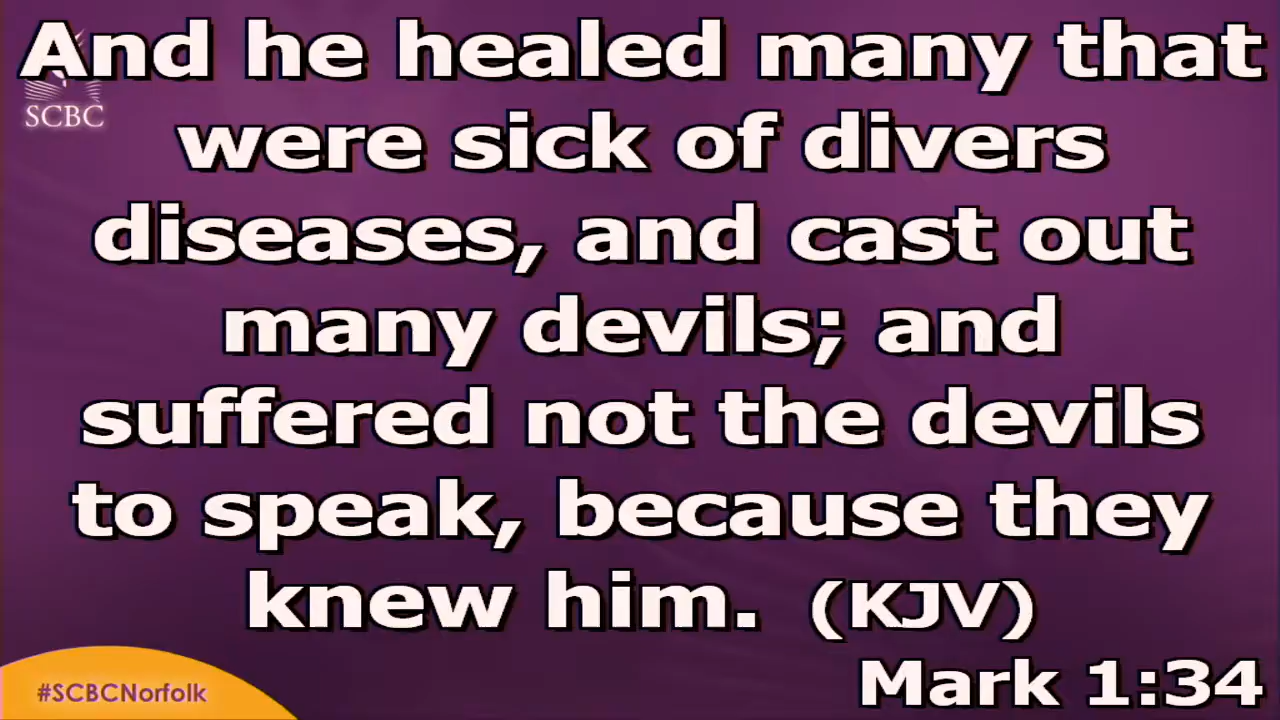 And he healed many that
SCBC
were sick of divers
diseases, and cast out
many devils; and
suffered not the devils
to speak, because they
knew him. (KJV)
Mark 1:34
#SCBCNorfolk